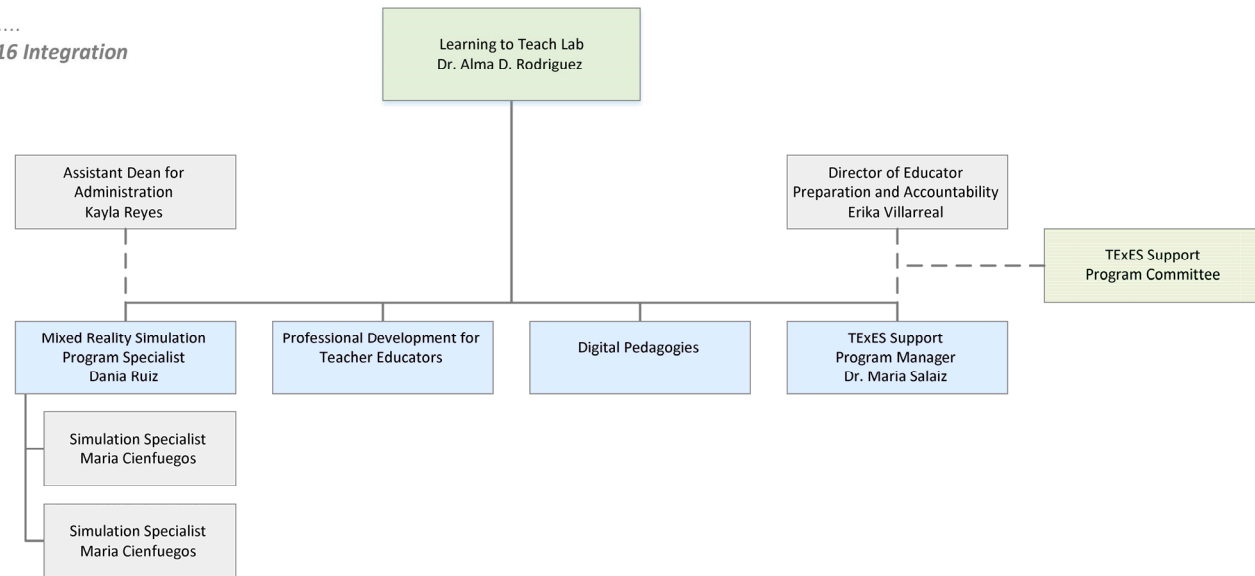 ....
16 Integration
Learning to Teach Lab
Dr. Alma D. Rodriguez
Assistant Dean for
Administration
Kayla Reyes
Director of Educator
Preparation and Accountability
Erika Villarreal
TExES Support
Program Committee
Mixed Reality Simulation
Program Specialist
Dania Ruiz
Professional Development for
Teacher Educators
Digital Pedagogies
TExES Support
Program Manager
Dr. Maria Salaiz
Simulation Specialist
Maria Cienfuegos
Simulation Specialist
Maria Cienfuegos